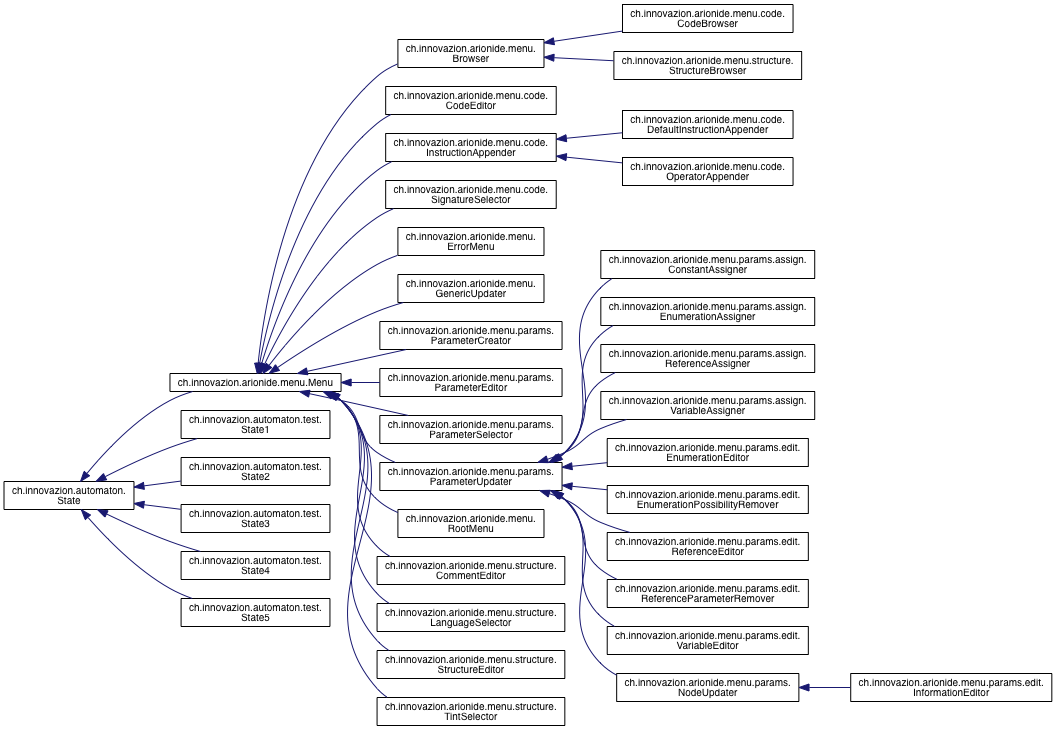 ch.innovazion.arionide.menu.code.
CodeBrowser
ch.innovazion.arionide.menu.
Browser
ch.innovazion.arionide.menu.structure.
StructureBrowser
ch.innovazion.arionide.menu.code.
CodeEditor
ch.innovazion.arionide.menu.code.
DefaultInstructionAppender
ch.innovazion.arionide.menu.code.
InstructionAppender
ch.innovazion.arionide.menu.code.
OperatorAppender
ch.innovazion.arionide.menu.code.
SignatureSelector
ch.innovazion.arionide.menu.
ErrorMenu
ch.innovazion.arionide.menu.params.assign.
ConstantAssigner
ch.innovazion.arionide.menu.
GenericUpdater
ch.innovazion.arionide.menu.params.assign.
EnumerationAssigner
ch.innovazion.arionide.menu.params.
ParameterCreator
ch.innovazion.arionide.menu.params.assign.
ReferenceAssigner
ch.innovazion.arionide.menu.Menu
ch.innovazion.arionide.menu.params.
ParameterEditor
ch.innovazion.arionide.menu.params.assign.
VariableAssigner
ch.innovazion.automaton.test.
State1
ch.innovazion.arionide.menu.params.
ParameterSelector
ch.innovazion.arionide.menu.params.edit.
EnumerationEditor
ch.innovazion.automaton.test.
State2
ch.innovazion.arionide.menu.params.
ParameterUpdater
ch.innovazion.automaton.
State
ch.innovazion.arionide.menu.params.edit.
EnumerationPossibilityRemover
ch.innovazion.automaton.test.
State3
ch.innovazion.arionide.menu.
RootMenu
ch.innovazion.arionide.menu.params.edit.
ReferenceEditor
ch.innovazion.automaton.test.
State4
ch.innovazion.arionide.menu.structure.
CommentEditor
ch.innovazion.arionide.menu.params.edit.
ReferenceParameterRemover
ch.innovazion.automaton.test.
State5
ch.innovazion.arionide.menu.structure.
LanguageSelector
ch.innovazion.arionide.menu.params.edit.
VariableEditor
ch.innovazion.arionide.menu.structure.
StructureEditor
ch.innovazion.arionide.menu.params.
NodeUpdater
ch.innovazion.arionide.menu.params.edit.
InformationEditor
ch.innovazion.arionide.menu.structure.
TintSelector